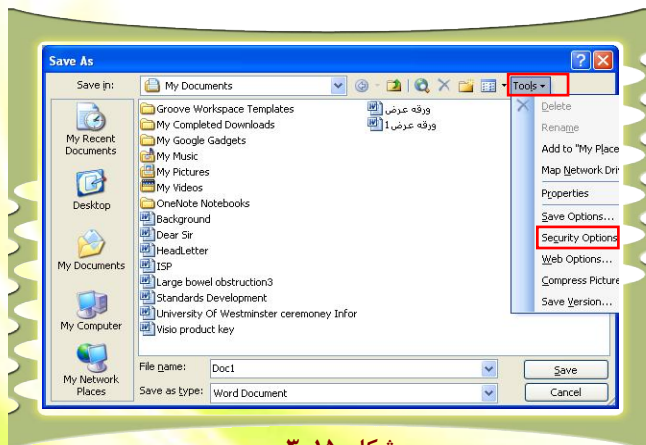 Save As
Save in:
My Documents
Tools
My Recent
Documents
Desktop
My Documents
My Computer
My Network
Places
Groove Workspace Templates
My Completed Downloads
My Google Gadgets
My Music
My Pictures
My Videos
OneNote Notebooks
Background
Dear Sir
HeadLetter
ISP
Large bowel obstruction3
Standards Development
University Of Westminster ceremoney Infor
Visio product key
ورقه عرض
ورقه عرض1
Delete
Rename
Add to "My Place
Map Network Dri
Properties
Save Options...
Security Options
Web Options...
Compress Picture
Save Version...
File name:
Doc1
Save
Save as type:
Word Document
Cancel